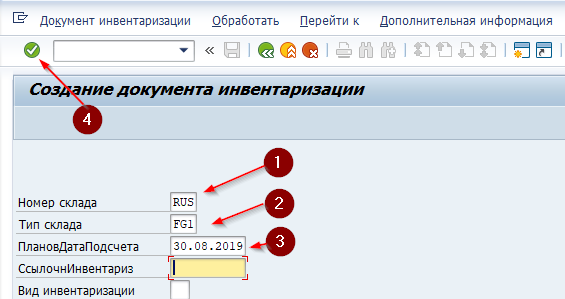 Документ инвентаризации Обработать Перейти к Дополнительная информация
Создание документа инвентаризации
4
1
Номер склада RUS
2
Тип склада FG1
ПлановДатаПодсчета 30.08.2019 3
СсылочнИнвентариз
Вид инвентаризации